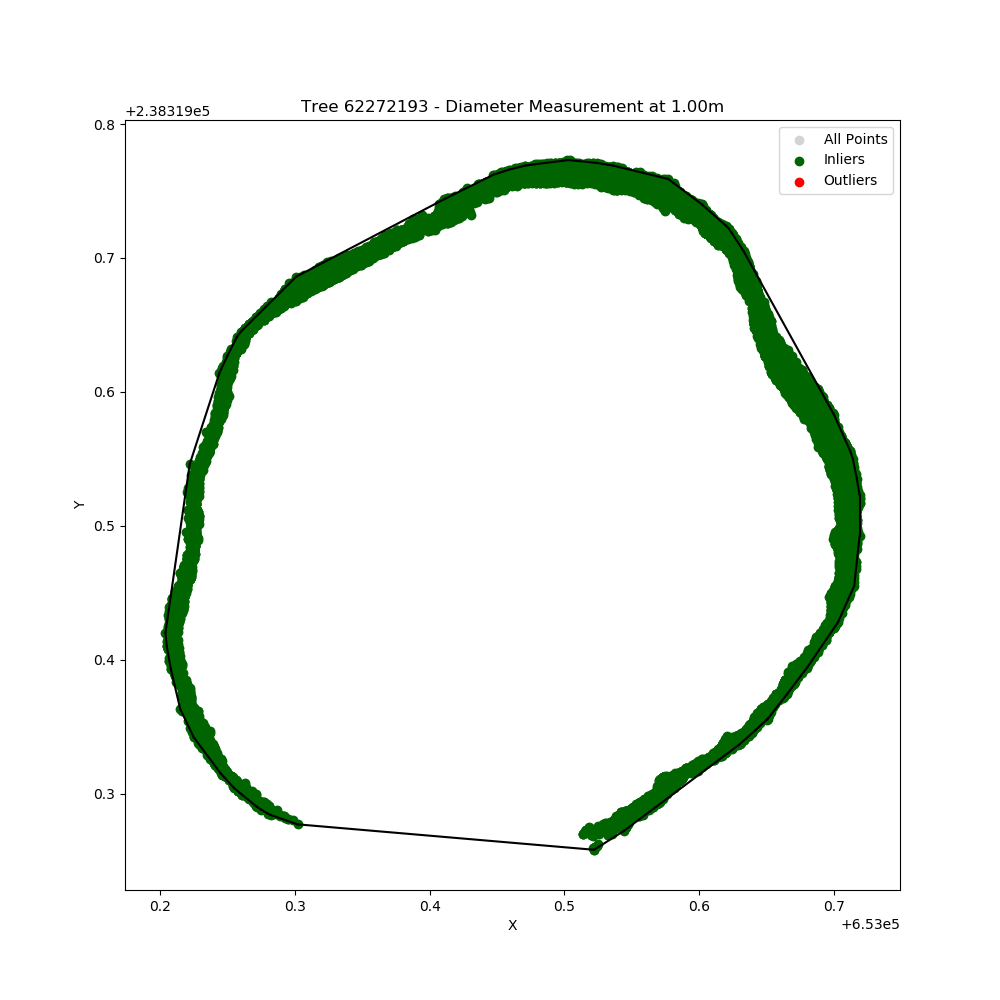 Tree 62272193 - Diameter Measurement at 1.00m
+2.38319e5
All Points
Inliers
Outliers
0.8
0.7
0.6
0.5
0.4
0.3
Y
0.2 0.3 0.4 0.5 0.6 0.7
X
+6.53e5